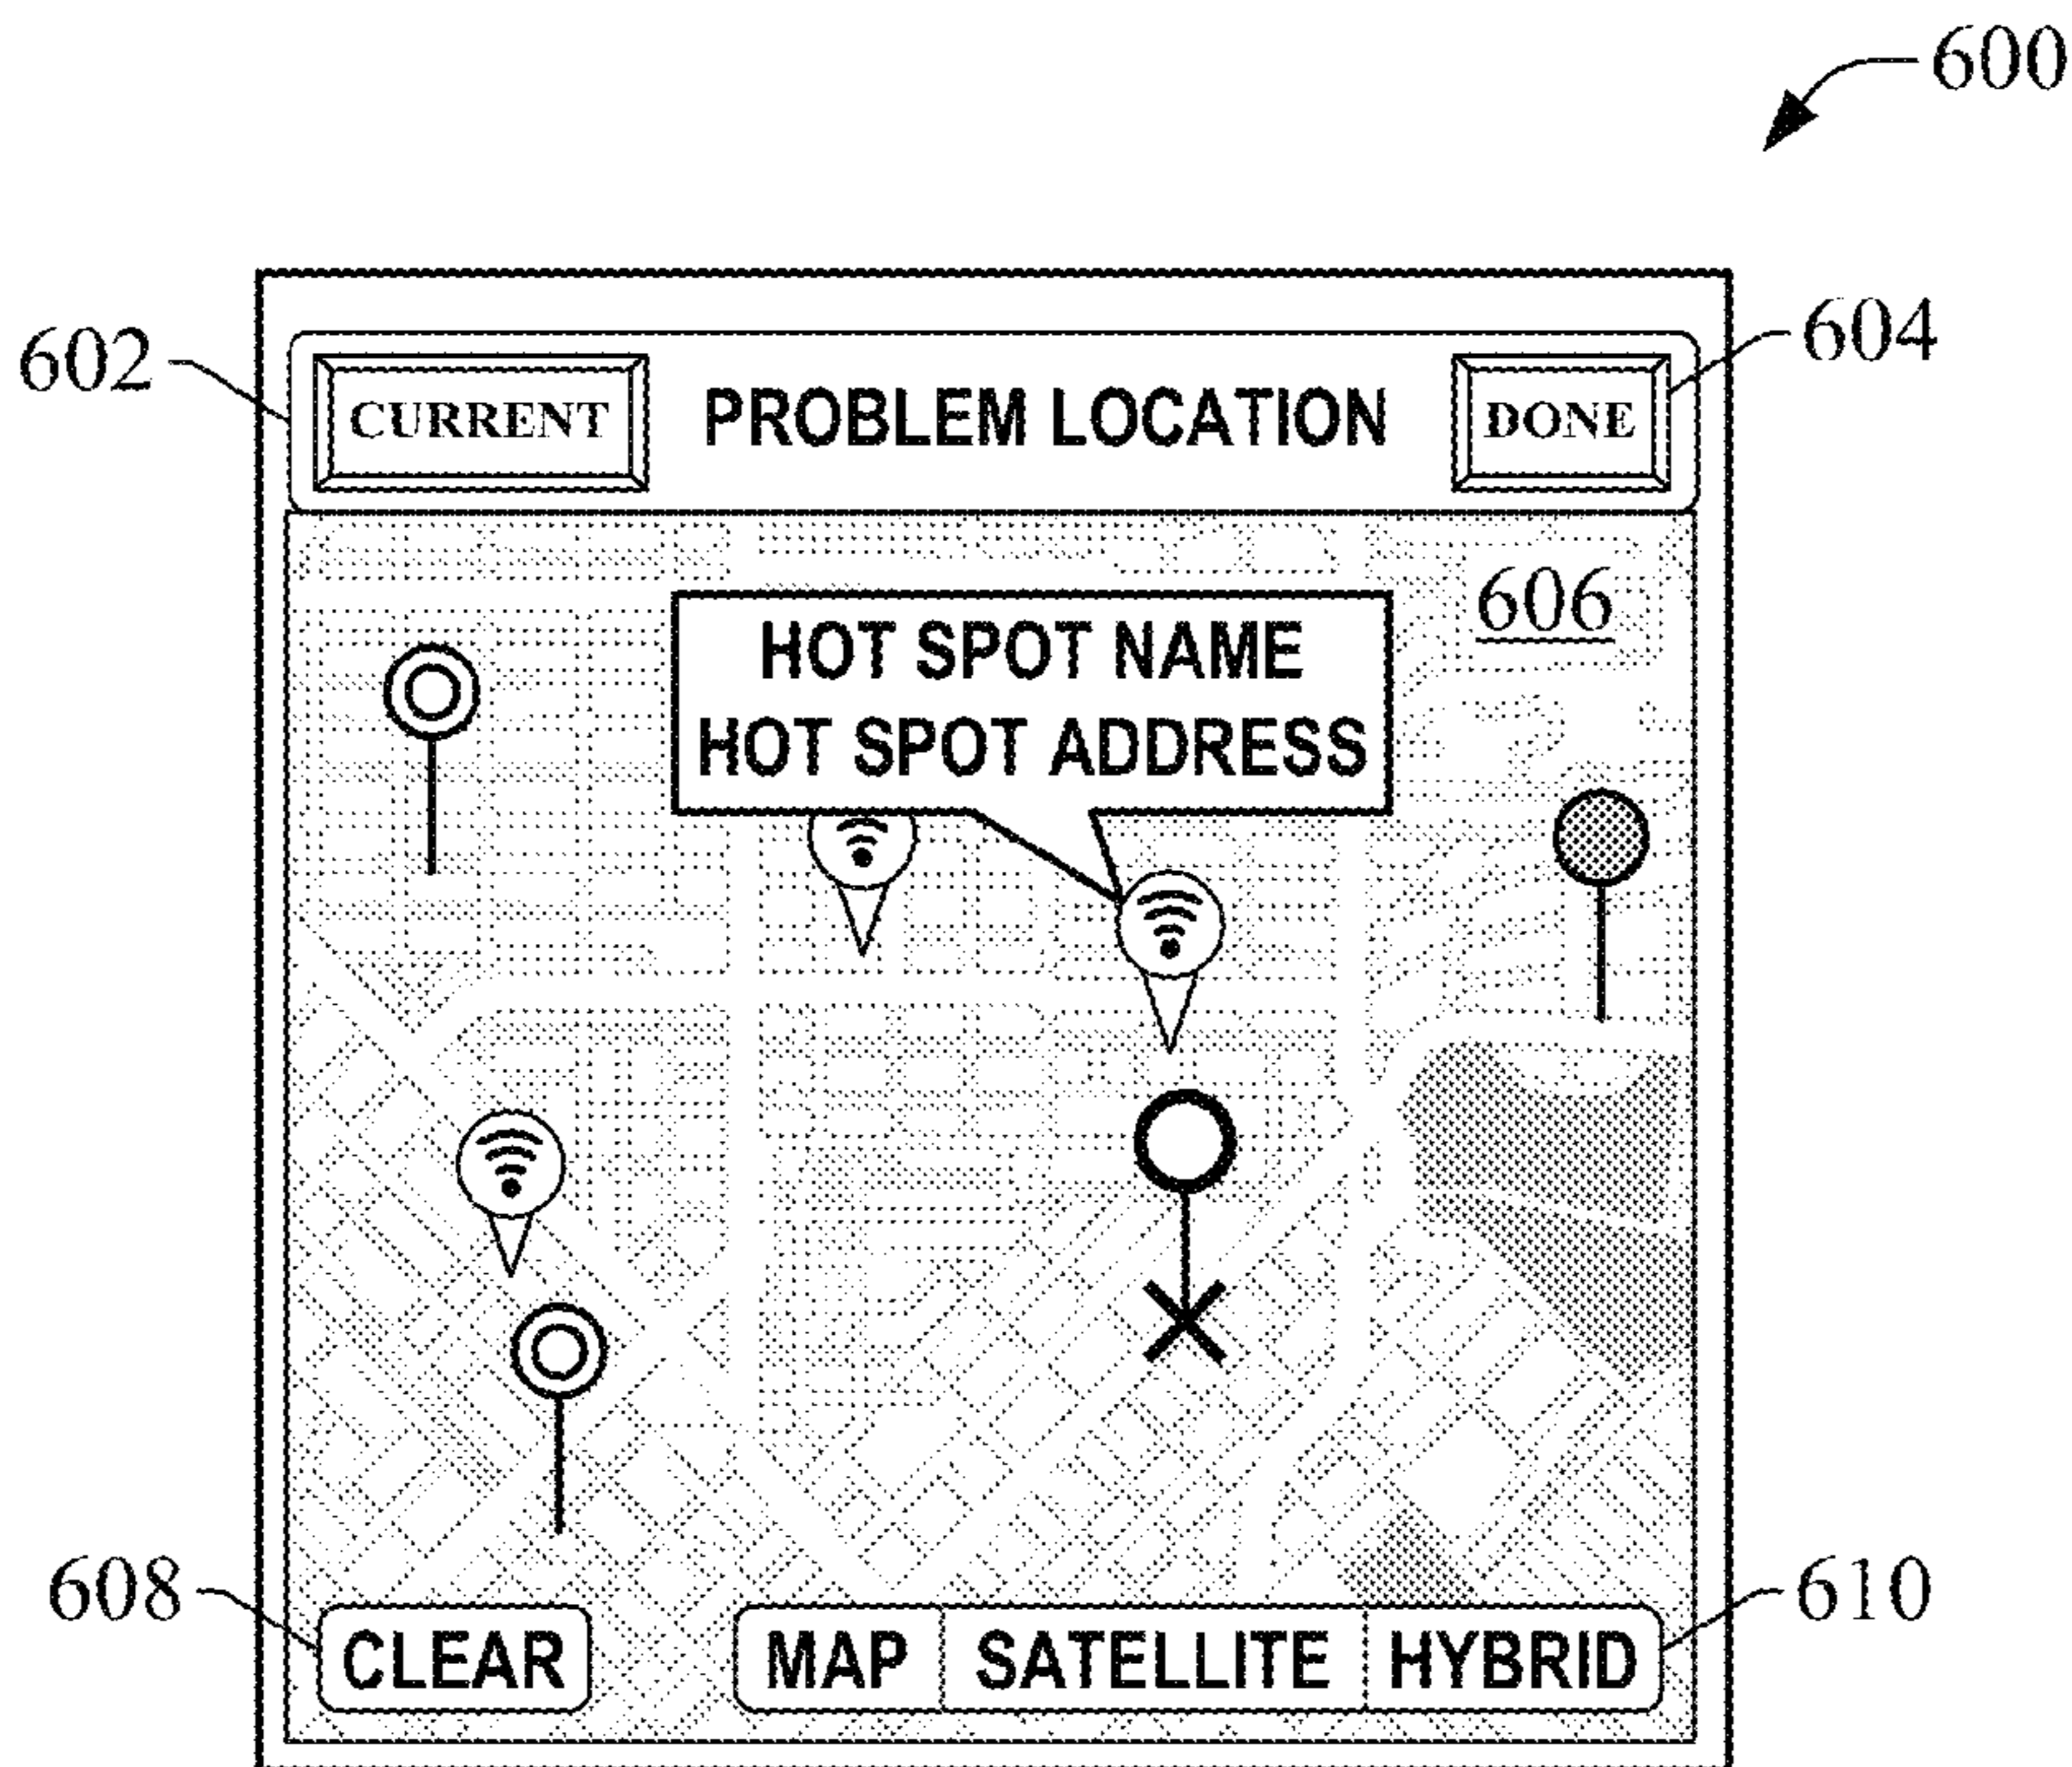 600
602
604
CURRENT PROBLEM LOCATION DONE
606
HOT SPOT NAME
HOT SPOT ADDRESS
608
610
CLEAR MAP SATELLITE HYBRID